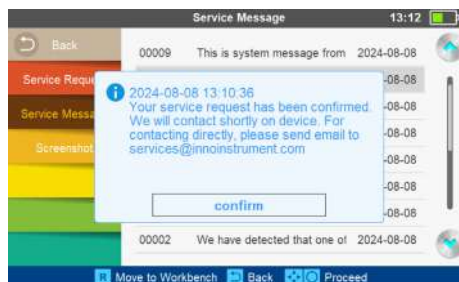 Service Message 13:12
Back
00009 This is system message from 2024-08-08
Service Reque -08-08
2024-08-08 13:10:36
Your service request has been confirmed.
We will contact shortly on device. For
contacting directly, please send email to
services@innoinstrument.com
Service Messa -08-08
-08-08
Screenshot -08-08
-08-08
-08-08
confirm
00002 We have detected that one of 2024-08-08
R Move to Workbench Back Proceed